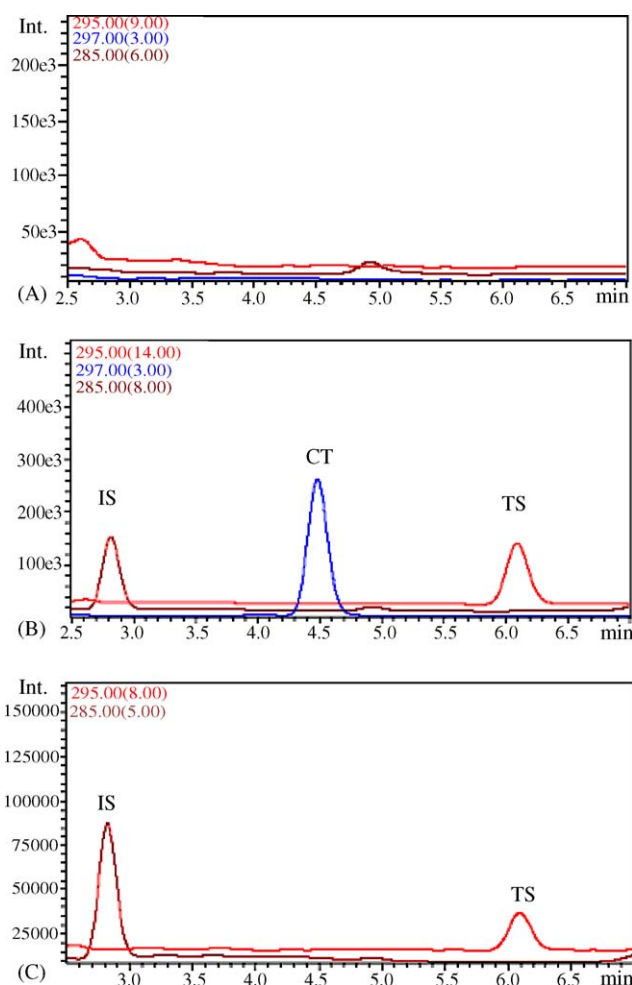 Int.
295.00(9.00)
297.00(3.00)
285.00(6.00)
200e3
150e3
100e3
50e3
(A)
2.5 3.0 3.5 4.0 4.5 5.0 5.5 6.0 6.5 min
Int.
295.00(14.00)
297.00(3.00)
285.00(8.00)
400e3
300e3
200e3
100e3
IS
CT
TS
(B)
2.5 3.0 3.5 4.0 4.5 5.0 5.5 6.0 6.5 min
Int.
295.00(8.00)
285.00(5.00)
150000
125000
100000
75000
50000
25000
IS
TS
(C)
3.0 3.5 4.0 4.5 5.0 5.5 6.0 6.5 min